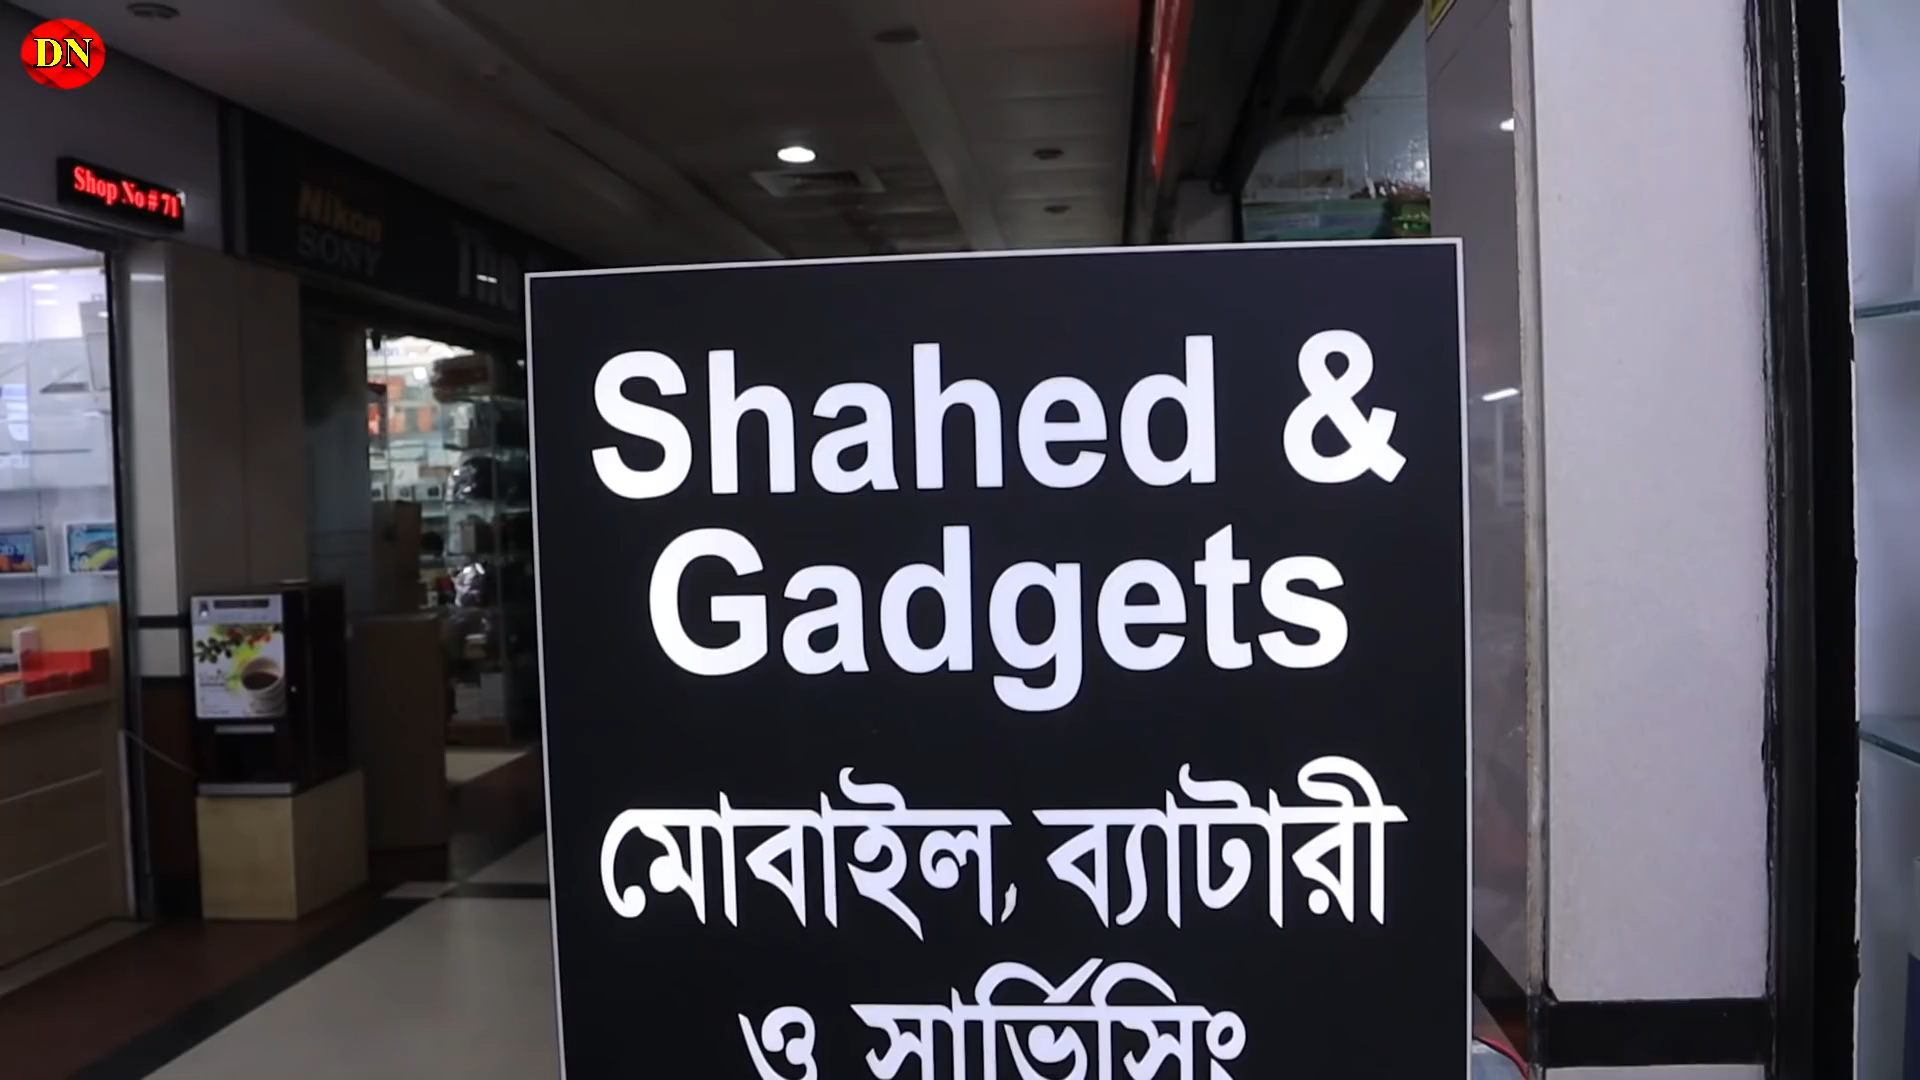 DN
Shop No # 71
Nikon
SONY
Shahed &
Gadgets
মোবাইল, ব্যাটারী
ও সার্ভিসিং